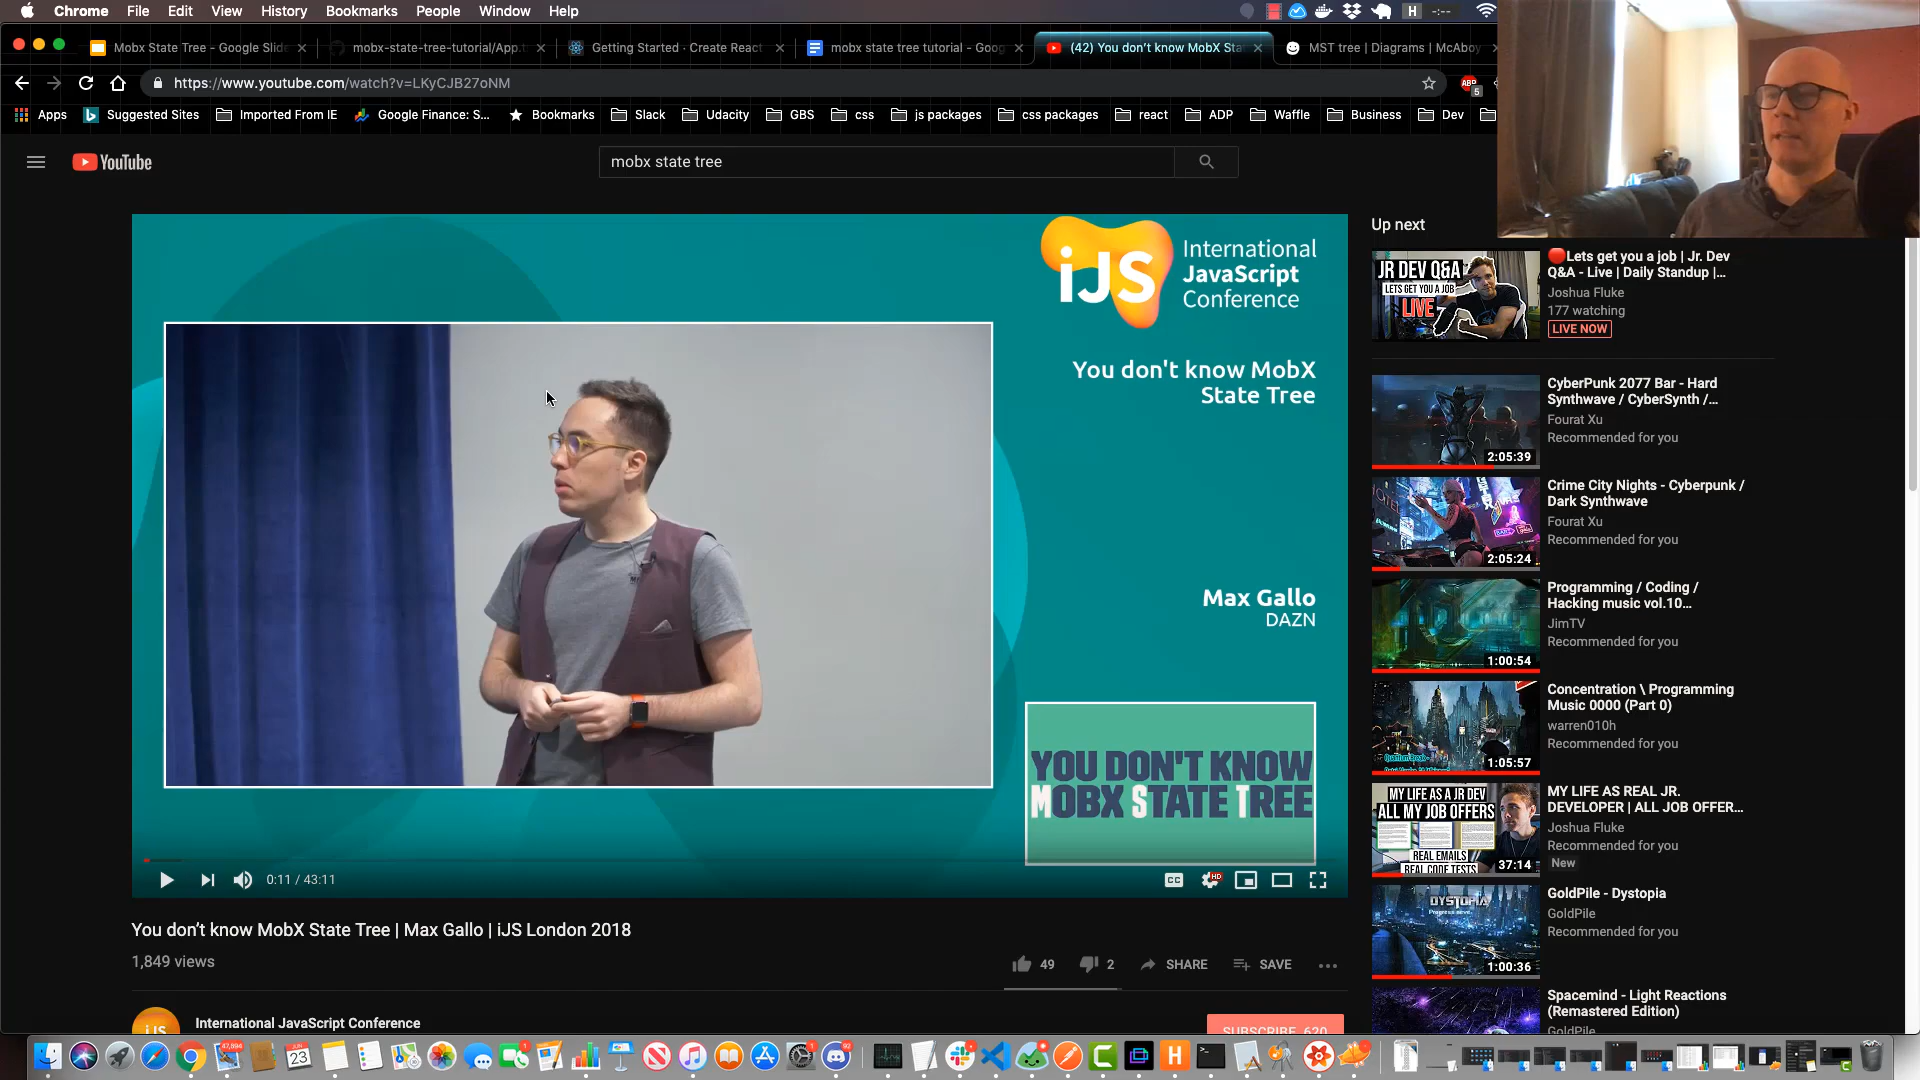 Chrome File Edit View History Bookmarks People Window Help
Mobx State Tree - Google Slide
mobx-state-tree-tutorial/App.t
Getting Started · Create React
mobx state tree tutorial - Goog
(42) You don't know MobX Sta
MST tree | Diagrams | McAboy
https://www.youtube.com/watch?v=LKyCJB27oNM
Apps Suggested Sites Imported From IE Google Finance: S... Bookmarks Slack Udacity GBS css js packages css packages react ADP Waffle Business Dev
YouTube
mobx state tree
iJS International
JavaScript
Conference
You don't know MobX
State Tree
Max Gallo
DAZN
YOU DON'T KNOW
MOBX STATE TREE
0:11 / 43:11
CC
HD
You don't know MobX State Tree | Max Gallo | iJS London 2018
1,849 views
49 2 SHARE SAVE
iJS
International JavaScript Conference
SUBSCRIBE 620
Up next
JR DEV Q&A
LETS GET YOU A JOB
LIVE
Lets get you a job | Jr. Dev
Q&A - Live | Daily Standup |...
Joshua Fluke
177 watching
LIVE NOW
CyberPunk 2077 Bar - Hard
Synthwave / CyberSynth /...
Fourat Xu
Recommended for you
2:05:39
Crime City Nights - Cyberpunk /
Dark Synthwave
Fourat Xu
Recommended for you
2:05:24
Programming / Coding /
Hacking music vol.10...
JimTV
Recommended for you
1:00:54
Concentration \ Programming
Music 0000 (Part 0)
warren010h
Recommended for you
1:05:57
MY LIFE AS A JR DEV
ALL MY JOB OFFERS
REAL EMAILS
REAL CODE TESTS
37:14
MY LIFE AS REAL JR.
DEVELOPER | ALL JOB OFFER...
Joshua Fluke
Recommended for you
New
DYSTOPIA
GoldPile - Dystopia
GoldPile
Recommended for you
1:00:36
Spacemind - Light Reactions
(Remastered Edition)
GoldPile